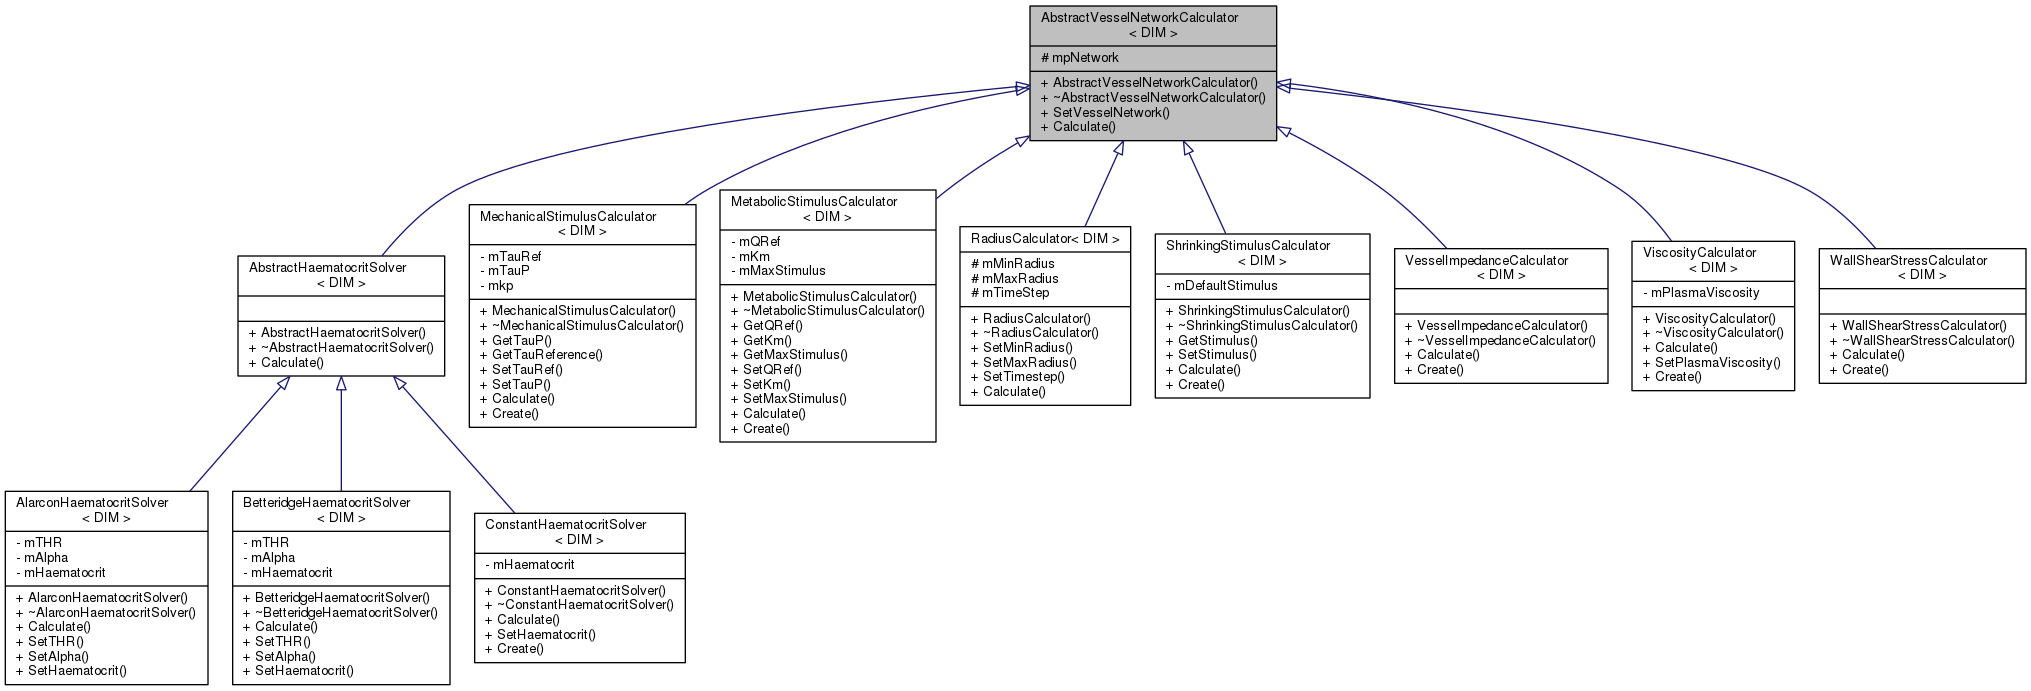 AbstractVesselNetworkCalculator
< DIM >
# mpNetwork
+ AbstractVesselNetworkCalculator()
+ ~AbstractVesselNetworkCalculator()
+ SetVesselNetwork()
+ Calculate()
AbstractHaematocritSolver
< DIM >
+ AbstractHaematocritSolver()
+ ~AbstractHaematocritSolver()
+ Calculate()
MechanicalStimulusCalculator
< DIM >
- mTauRef
- mTauP
- mkp
+ MechanicalStimulusCalculator()
+ ~MechanicalStimulusCalculator()
+ GetTauP()
+ GetTauReference()
+ SetTauRef()
+ SetTauP()
+ Calculate()
+ Create()
MetabolicStimulusCalculator
< DIM >
- mQRef
- mKm
- mMaxStimulus
+ MetabolicStimulusCalculator()
+ ~MetabolicStimulusCalculator()
+ GetQRef()
+ GetKm()
+ GetMaxStimulus()
+ SetQRef()
+ SetKm()
+ SetMaxStimulus()
+ Calculate()
+ Create()
RadiusCalculator< DIM >
# mMinRadius
# mMaxRadius
# mTimeStep
+ RadiusCalculator()
+ ~RadiusCalculator()
+ SetMinRadius()
+ SetMaxRadius()
+ SetTimestep()
+ Calculate()
ShrinkingStimulusCalculator
< DIM >
- mDefaultStimulus
+ ShrinkingStimulusCalculator()
+ ~ShrinkingStimulusCalculator()
+ GetStimulus()
+ SetStimulus()
+ Calculate()
+ Create()
VesselImpedanceCalculator
< DIM >
+ VesselImpedanceCalculator()
+ ~VesselImpedanceCalculator()
+ Calculate()
+ Create()
ViscosityCalculator
< DIM >
- mPlasmaViscosity
+ ViscosityCalculator()
+ ~ViscosityCalculator()
+ Calculate()
+ SetPlasmaViscosity()
+ Create()
WallShearStressCalculator
< DIM >
+ WallShearStressCalculator()
+ ~WallShearStressCalculator()
+ Calculate()
+ Create()
AlarconHaematocritSolver
< DIM >
- mTHR
- mAlpha
- mHaematocrit
+ AlarconHaematocritSolver()
+ ~AlarconHaematocritSolver()
+ Calculate()
+ SetTHR()
+ SetAlpha()
+ SetHaematocrit()
BetteridgeHaematocritSolver
< DIM >
- mTHR
- mAlpha
- mHaematocrit
+ BetteridgeHaematocritSolver()
+ ~BetteridgeHaematocritSolver()
+ Calculate()
+ SetTHR()
+ SetAlpha()
+ SetHaematocrit()
ConstantHaematocritSolver
< DIM >
- mHaematocrit
+ ConstantHaematocritSolver()
+ ~ConstantHaematocritSolver()
+ Calculate()
+ SetHaematocrit()
+ Create()